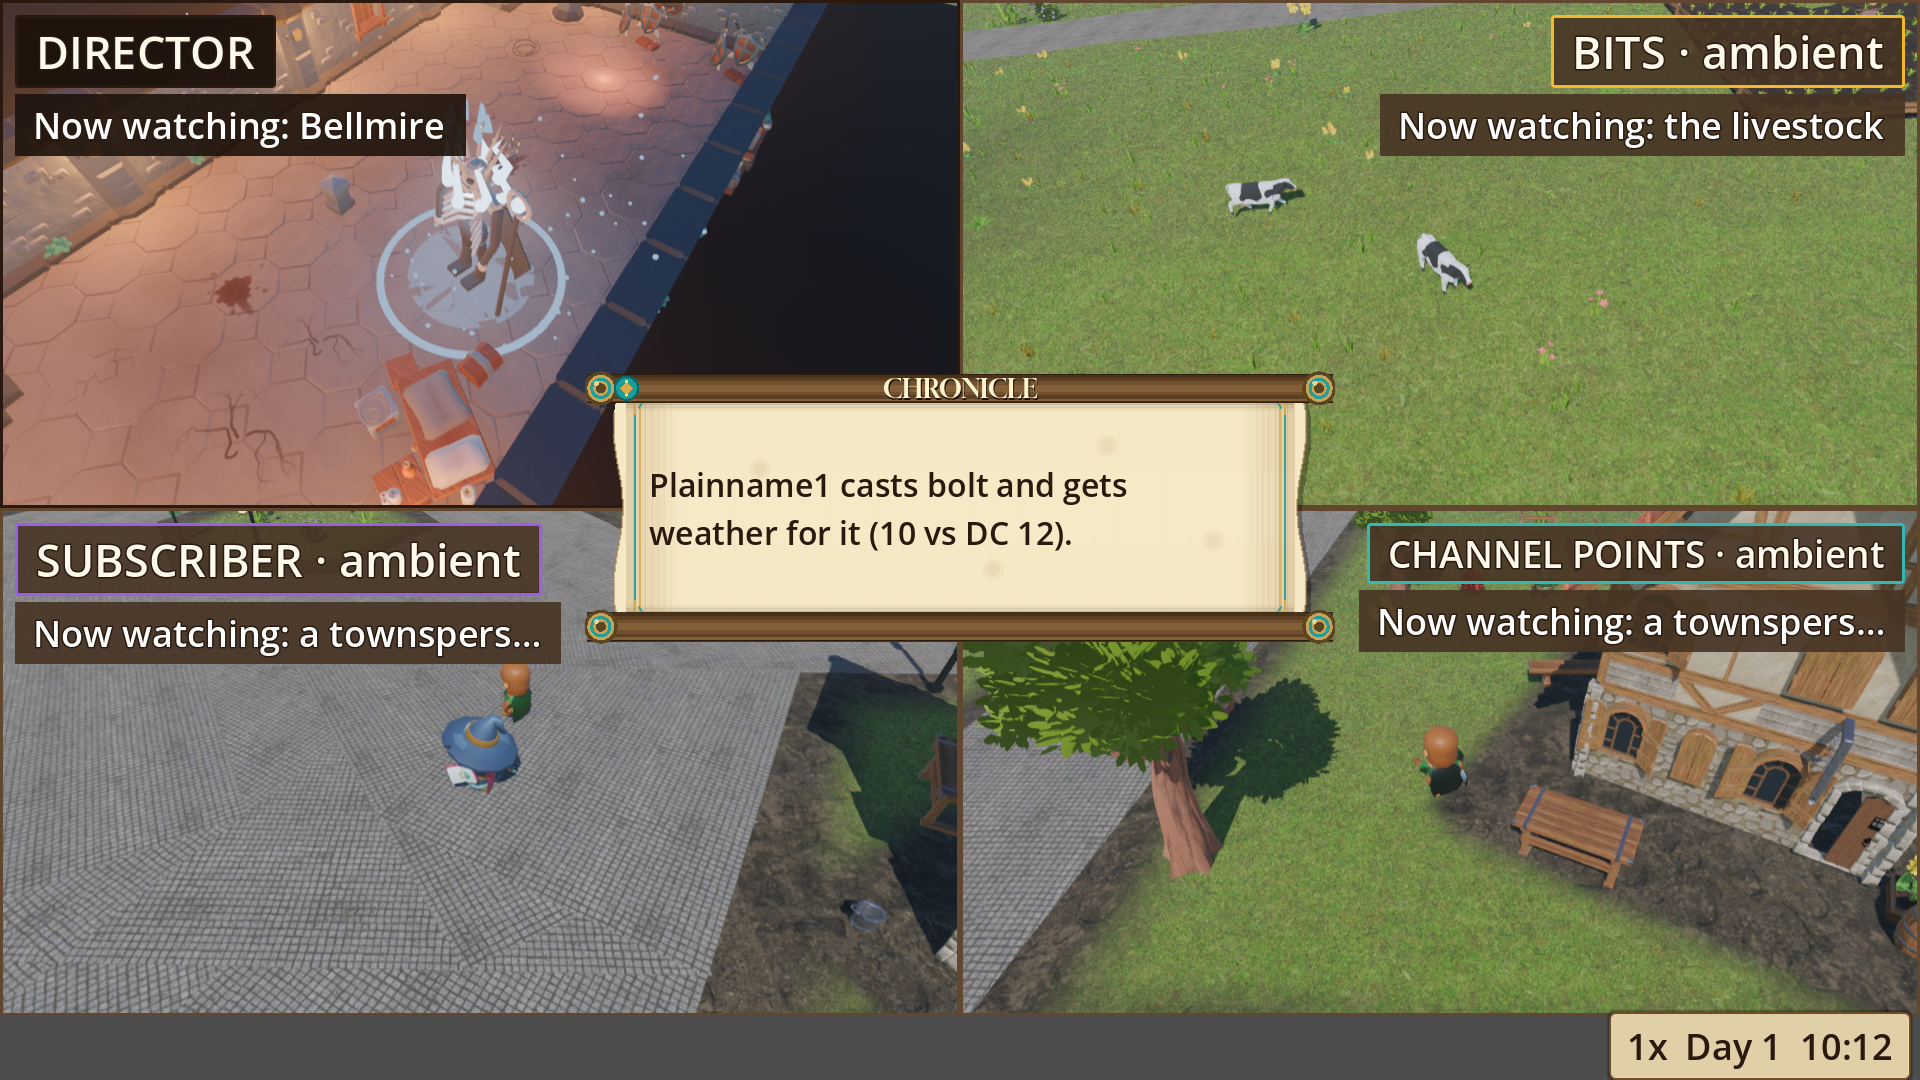 DIRECTOR
Now watching: Bellmire
BITS · ambient
Now watching: the livestock
CHRONICLE
Plainname1 casts bolt and gets
weather for it (10 vs DC 12).
SUBSCRIBER · ambient
Now watching: a townspers...
CHANNEL POINTS · ambient
Now watching: a townspers...
1x Day 1 10:12